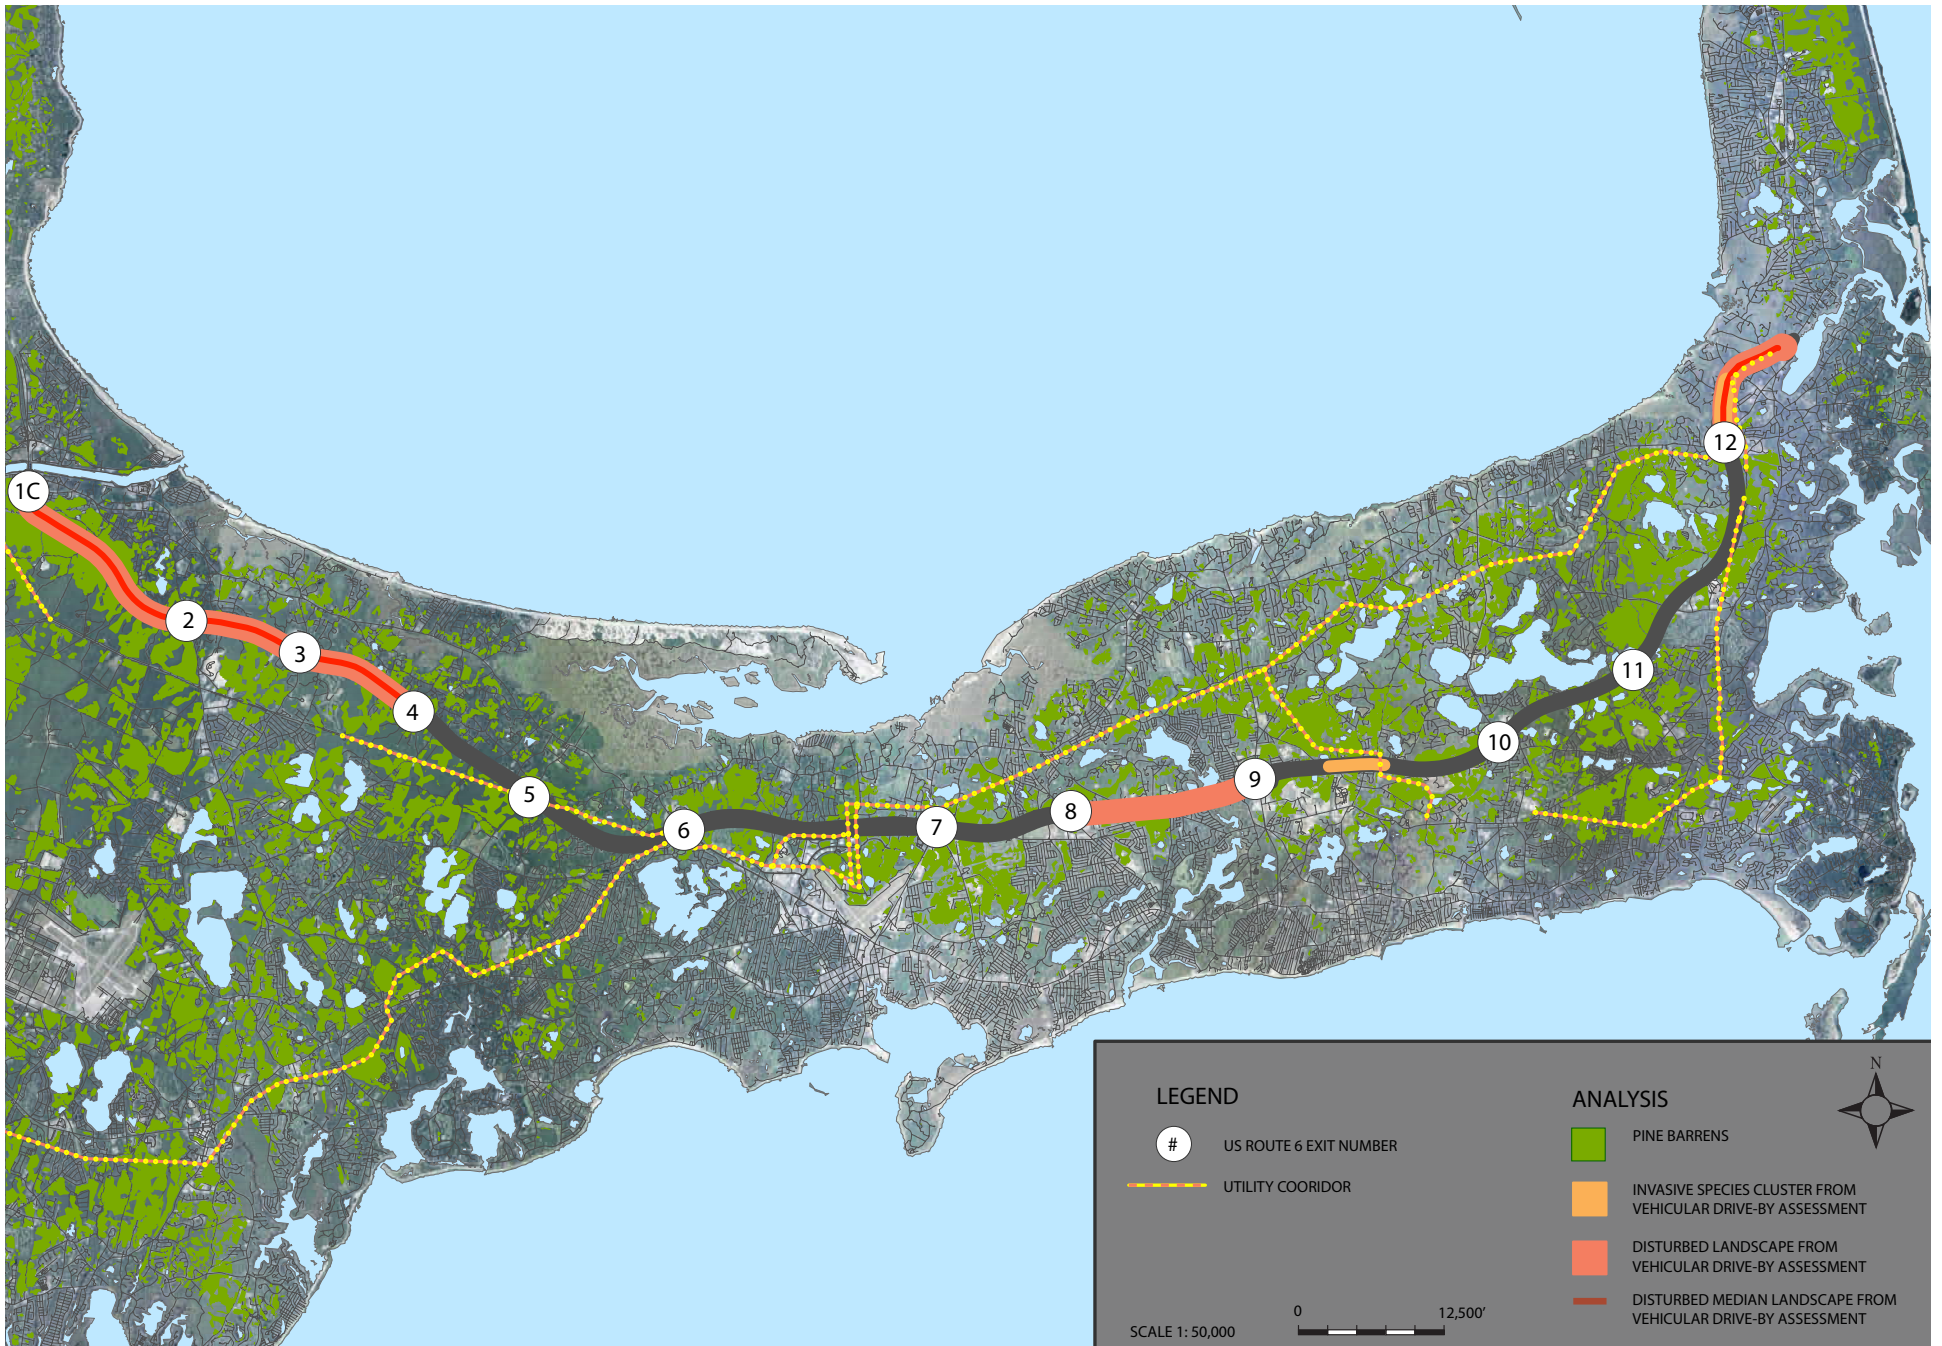 1C
2
3
4
5
6
7
8
9
10
11
12
LEGEND
#
US ROUTE 6 EXIT NUMBER
UTILITY COORIDOR
SCALE 1: 50,000
0
12,500'
ANALYSIS
N
PINE BARRENS
INVASIVE SPECIES CLUSTER FROM
VEHICULAR DRIVE-BY ASSESSMENT
DISTURBED LANDSCAPE FROM
VEHICULAR DRIVE-BY ASSESSMENT
DISTURBED MEDIAN LANDSCAPE FROM
VEHICULAR DRIVE-BY ASSESSMENT